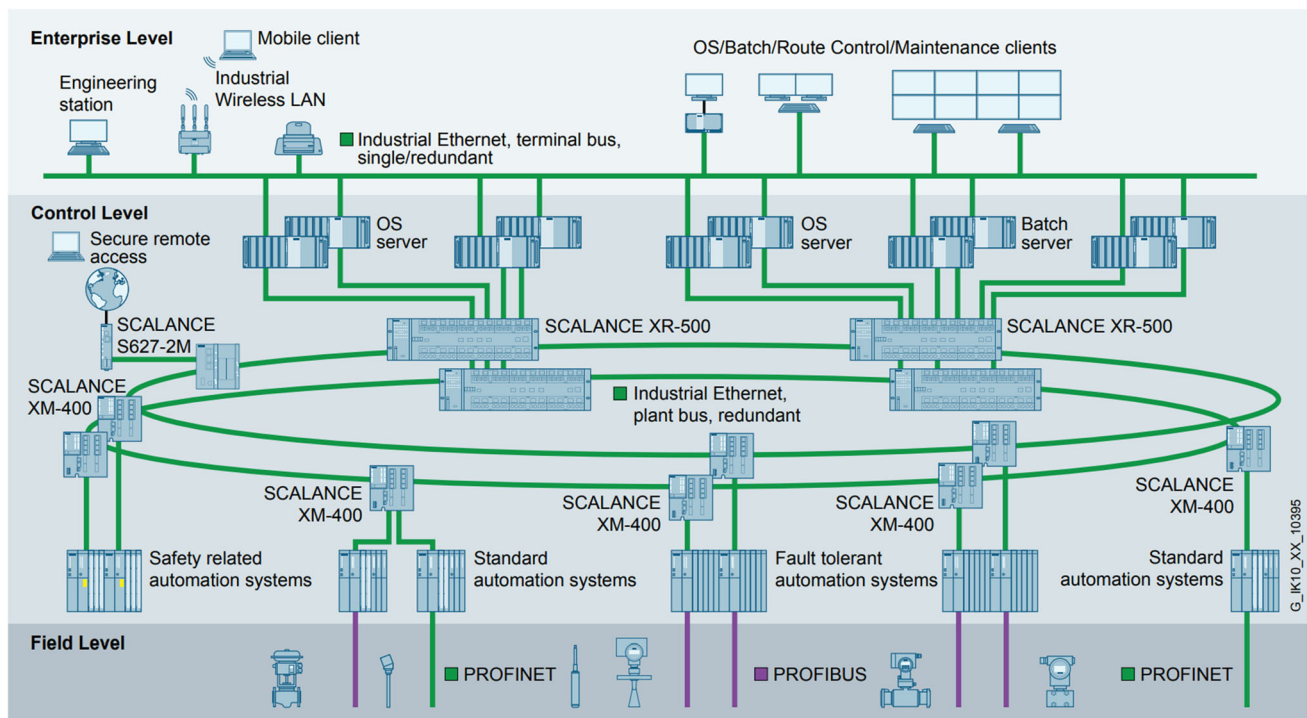 Enterprise Level
Mobile client
Engineering
station
Industrial
Wireless LAN
OS/Batch/Route Control/Maintenance clients
Industrial Ethernet, terminal bus,
single/redundant
Control Level
Secure remote
access
OS
server
OS
server
Batch
server
SCALANCE
S627-2M
SCALANCE XR-500
SCALANCE XR-500
SCALANCE
XM-400
Industrial Ethernet,
plant bus, redundant
SCALANCE
XM-400
SCALANCE
XM-400
SCALANCE
XM-400
SCALANCE
XM-400
Safety related
automation systems
Standard
automation systems
Fault tolerant
automation systems
Standard
automation systems
G_IK10_XX_10395
Field Level
PROFINET
PROFIBUS
PROFINET